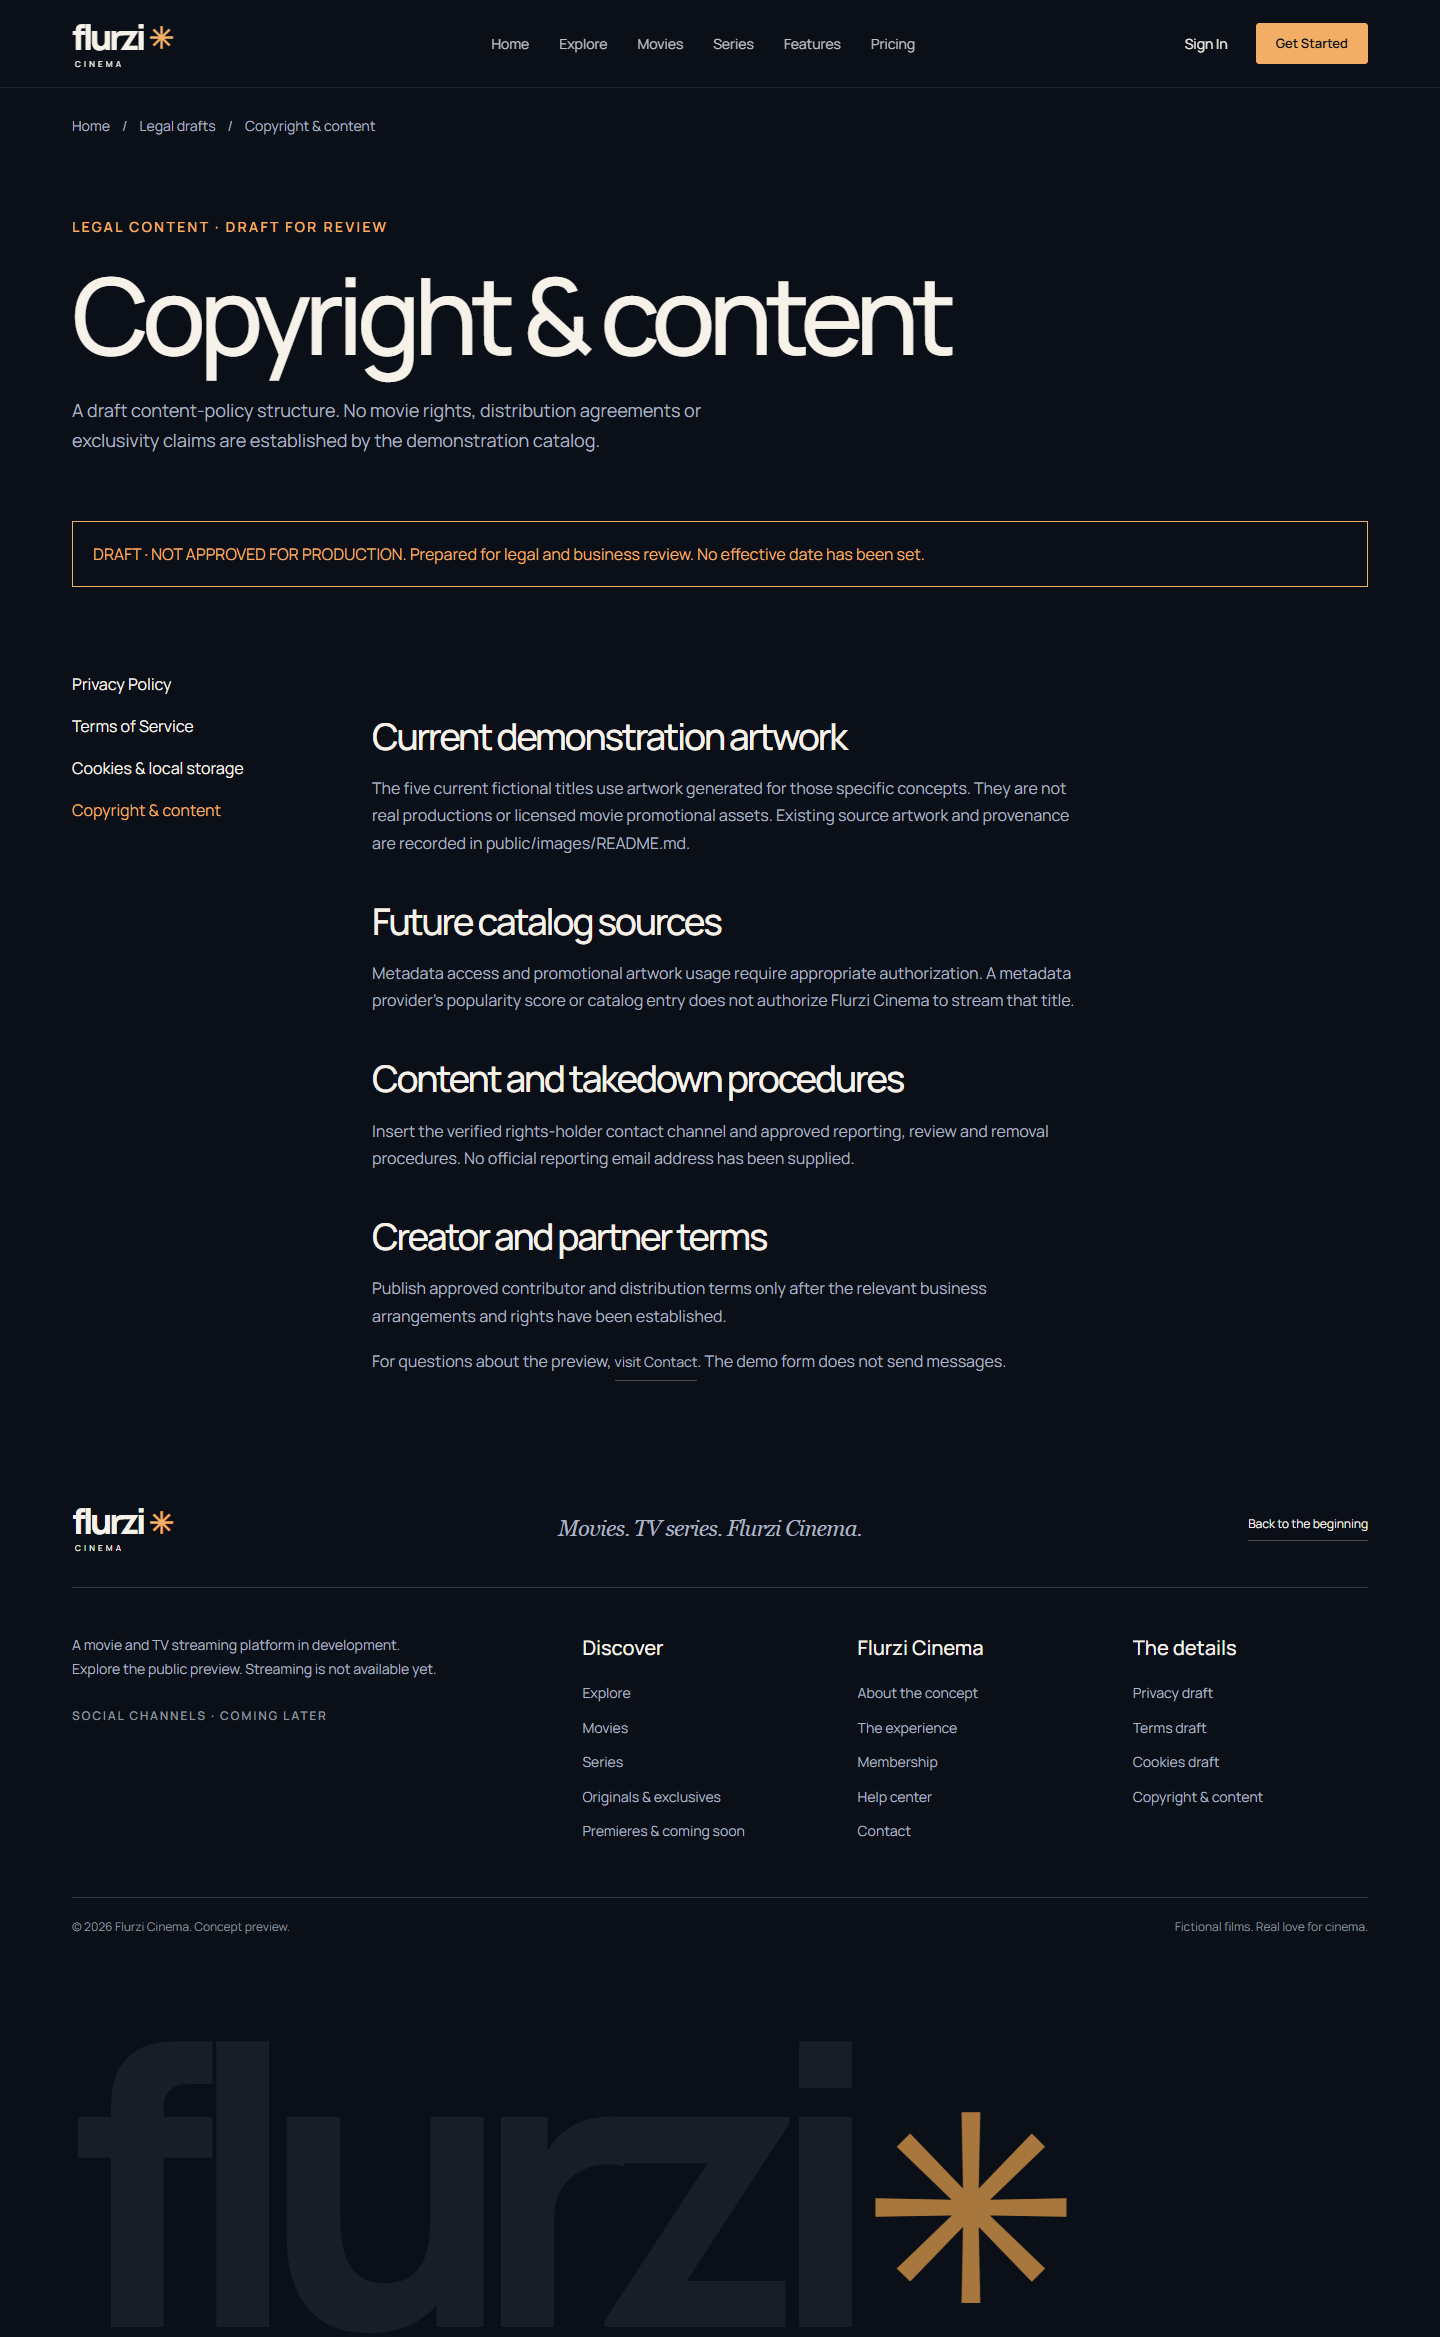 flurzi
CINEMA
Home Explore Movies Series Features Pricing
Sign In Get Started
Home / Legal drafts / Copyright & content
LEGAL CONTENT · DRAFT FOR REVIEW
Copyright & content
A draft content-policy structure. No movie rights, distribution agreements or
exclusivity claims are established by the demonstration catalog.
DRAFT · NOT APPROVED FOR PRODUCTION. Prepared for legal and business review. No effective date has been set.
Privacy Policy
Terms of Service
Cookies & local storage
Copyright & content
Current demonstration artwork
The five current fictional titles use artwork generated for those specific concepts. They are not
real productions or licensed movie promotional assets. Existing source artwork and provenance
are recorded in public/images/README.md.
Future catalog sources
Metadata access and promotional artwork usage require appropriate authorization. A metadata
provider's popularity score or catalog entry does not authorize Flurzi Cinema to stream that title.
Content and takedown procedures
Insert the verified rights-holder contact channel and approved reporting, review and removal
procedures. No official reporting email address has been supplied.
Creator and partner terms
Publish approved contributor and distribution terms only after the relevant business
arrangements and rights have been established.
For questions about the preview, visit Contact. The demo form does not send messages.
flurzi
CINEMA
Movies. TV series. Flurzi Cinema.
Back to the beginning
A movie and TV streaming platform in development.
Explore the public preview. Streaming is not available yet.
SOCIAL CHANNELS · COMING LATER
Discover
Explore
Movies
Series
Originals & exclusives
Premieres & coming soon
Flurzi Cinema
About the concept
The experience
Membership
Help center
Contact
The details
Privacy draft
Terms draft
Cookies draft
Copyright & content
© 2026 Flurzi Cinema. Concept preview.
Fictional films. Real love for cinema.
flurzi